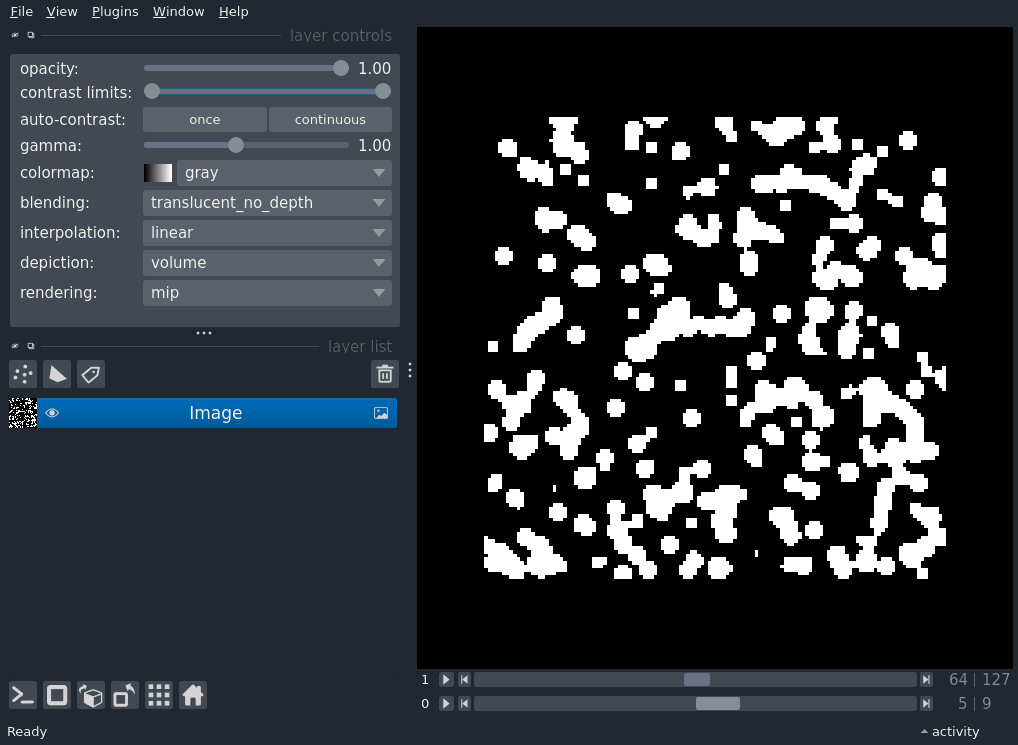 File View Plugins Window Help
layer controls
opacity: 1.00
contrast limits:
auto-contrast: once continuous
gamma: 1.00
colormap: gray
blending: translucent_no_depth
interpolation: linear
depiction: volume
rendering: mip
layer list
Image
1 64 | 127
0 5 | 9
Ready activity